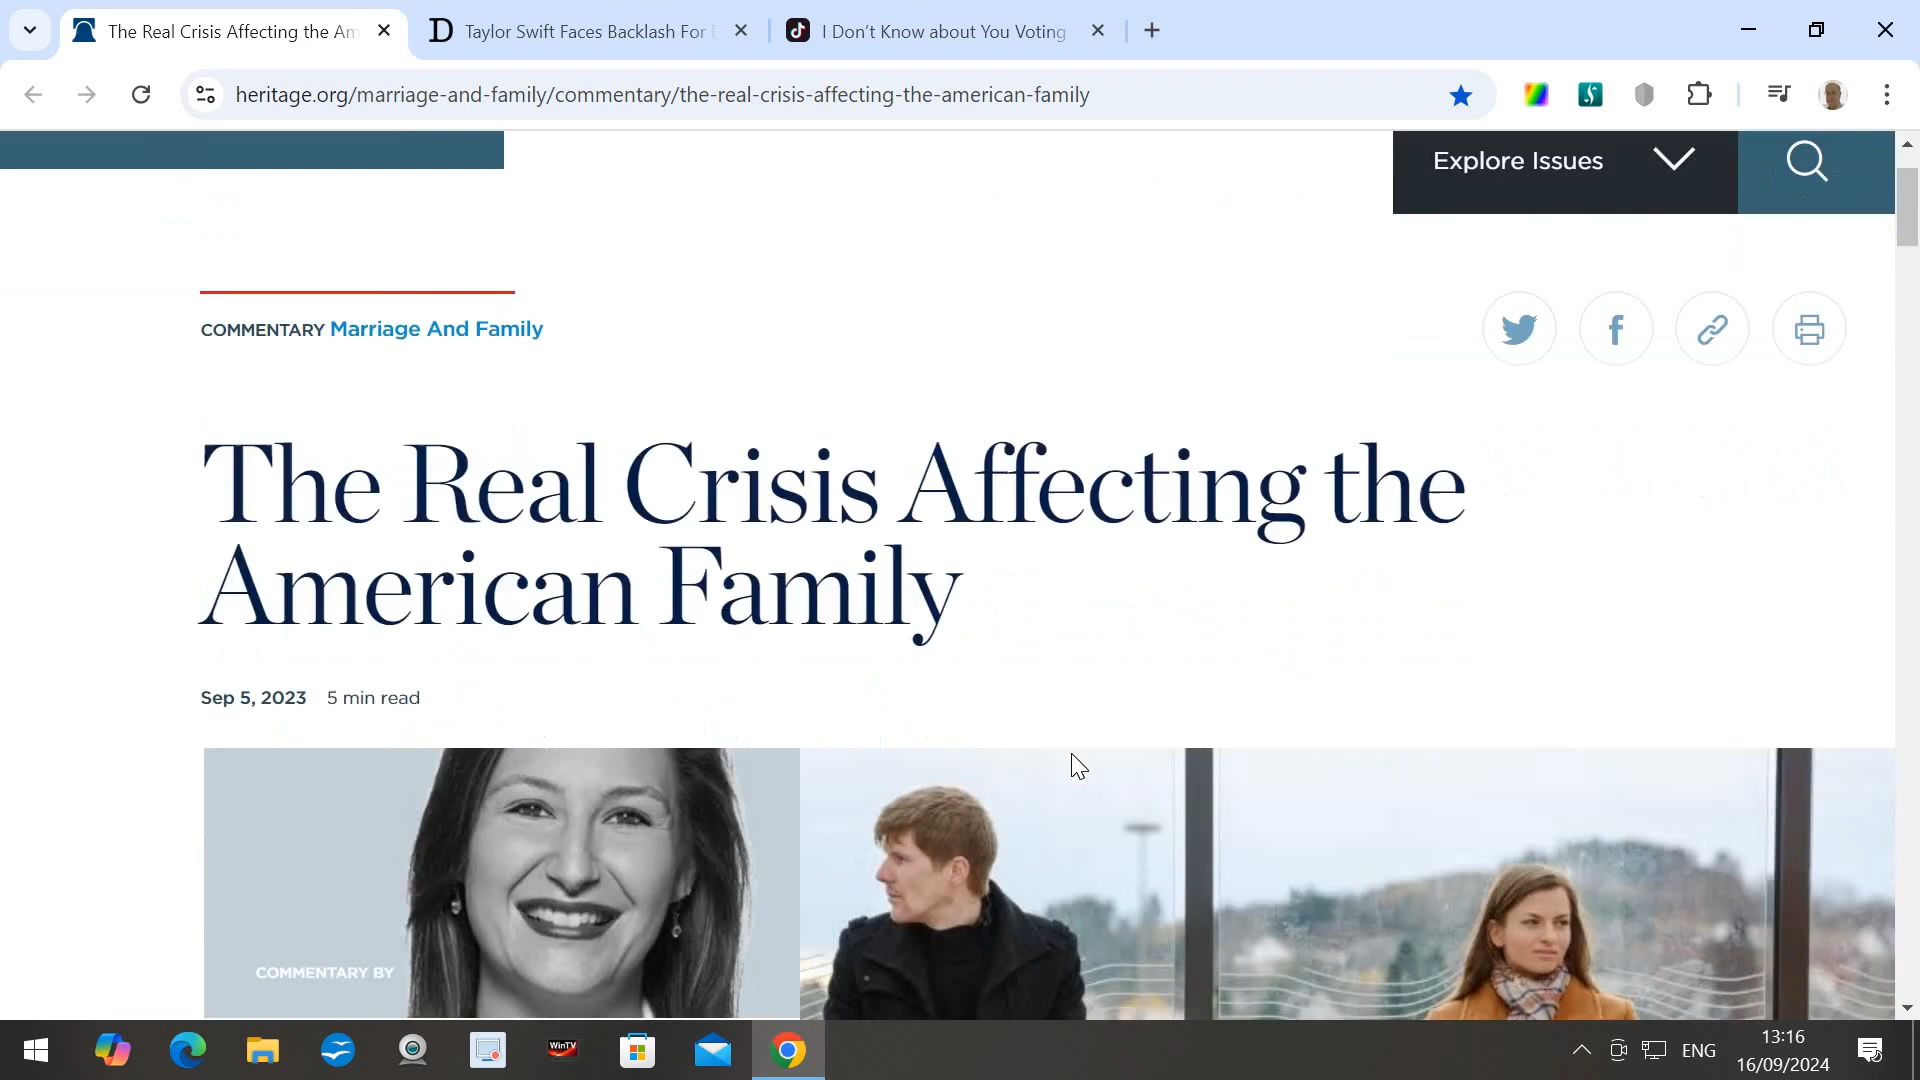 The Real Crisis Affecting the Am
Taylor Swift Faces Backlash For
I Don't Know about You Voting
heritage.org/marriage-and-family/commentary/the-real-crisis-affecting-the-american-family
Explore Issues
COMMENTARY Marriage And Family
The Real Crisis Affecting the
American Family
Sep 5, 2023 5 min read
COMMENTARY BY
WinTV
ENG
13:16
16/09/2024